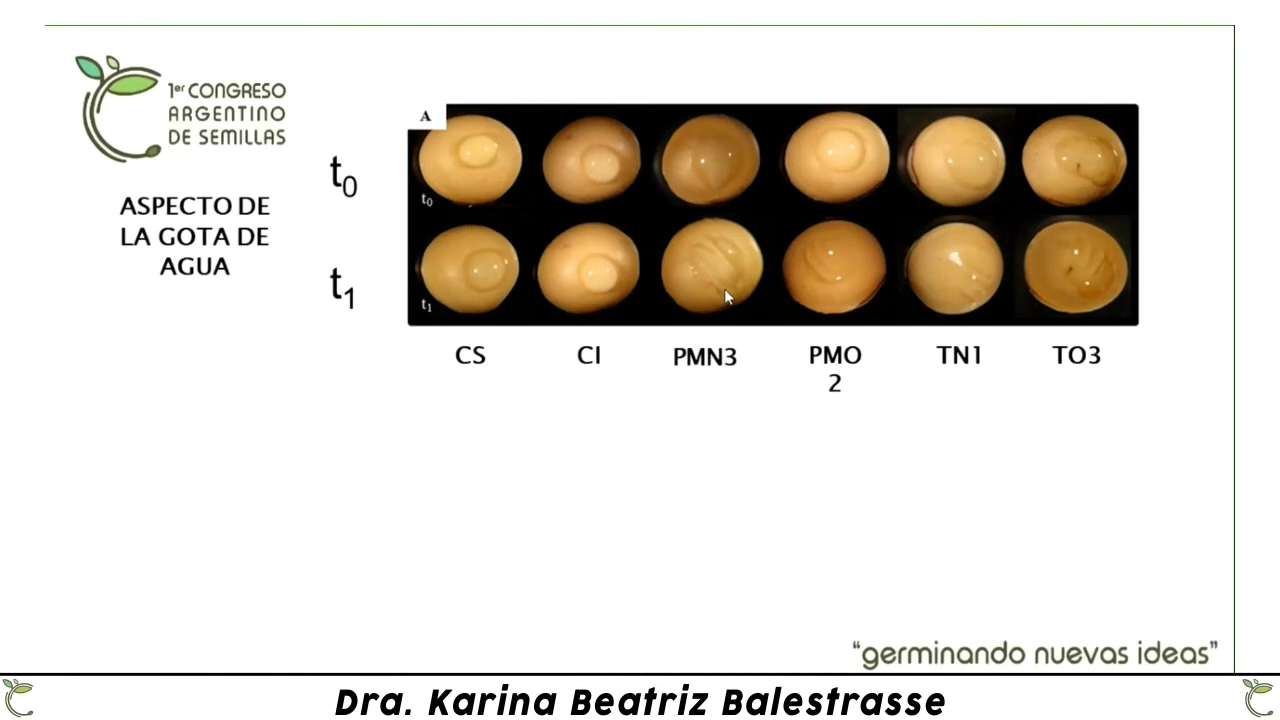 1er CONGRESO
ARGENTINO
DE SEMILLAS
ASPECTO DE
LA GOTA DE
AGUA
t0
t1
A
t0
t1
CS
CI
PMN3
PMO
2
TN1
TO3
“germinando nuevas ideas”
Dra. Karina Beatriz Balestrasse